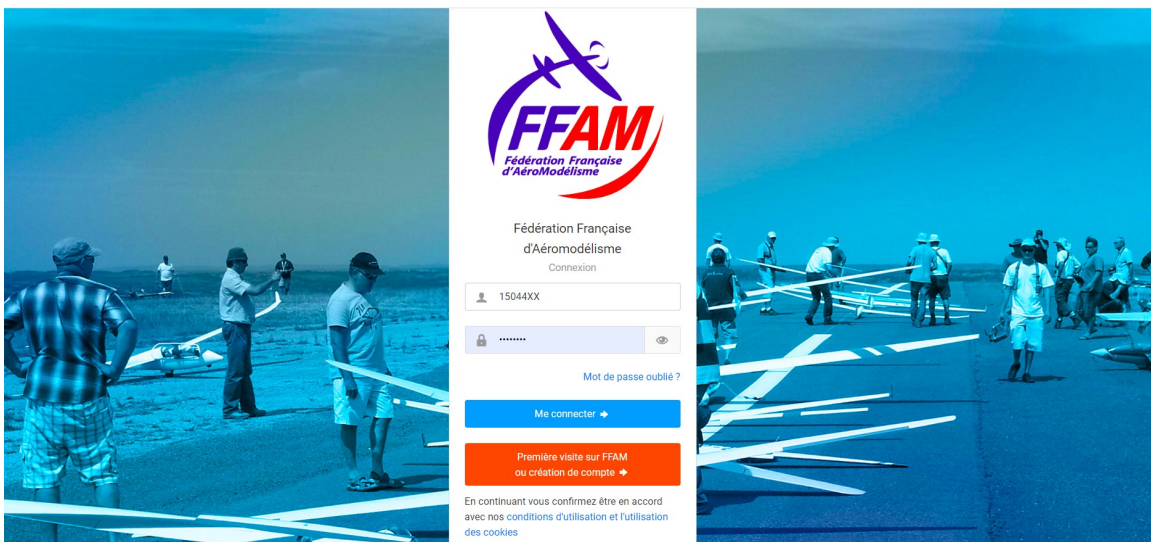 FFAM
Fédération Française
d'AéroModélisme
Fédération Française
d'Aéromodélisme
Connexion
15044XX
········
Mot de passe oublié ?
Me connecter
Première visite sur FFAM
ou création de compte
En continuant vous confirmez être en accord
avec nos conditions d'utilisation et l'utilisation
des cookies